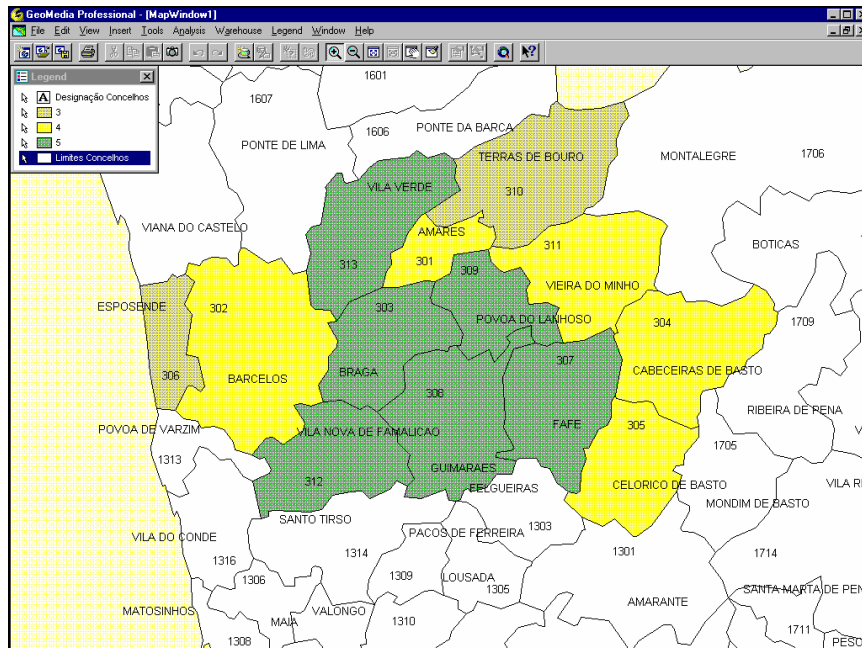 GeoMedia Professional - [MapWindow1]
File Edit View Insert Tools Analysis Warehouse Legend Window Help
Legend
A Designação Concelhos
3
4
5
Limites Concelhos
1601
1607
1606
PONTE DA BARCA
PONTE DE LIMA
TERRAS DE BOURO
MONTALEGRE
1706
VILA VERDE
310
VIANA DO CASTELO
AMARES
311
BOTICAS
313
301
309
ESPOSENDE
302
303
VIEIRA DO MINHO
POVOA DO LANHOSO
304
1709
307
306
BARCELOS
BRAGA
308
CABECEIRAS DE BASTO
RIBEIRA DE PENA
POVOA DE VARZIM
VILA NOVA DE FAMALICAO
FAFE
305
1705
1313
312
GUIMARAES
FELGUEIRAS
CELORICO DE BASTO
VILA RI
MONDIM DE BASTO
SANTO TIRSO
VILA DO CONDE
PACOS DE FERREIRA
1303
1316
1314
1301
1714
1306
1309
LOUSADA
1305
SANTA MARTA DE PEN
MATOSINHOS
VALONGO
AMARANTE
MAIA
1310
1711
1308
PESO